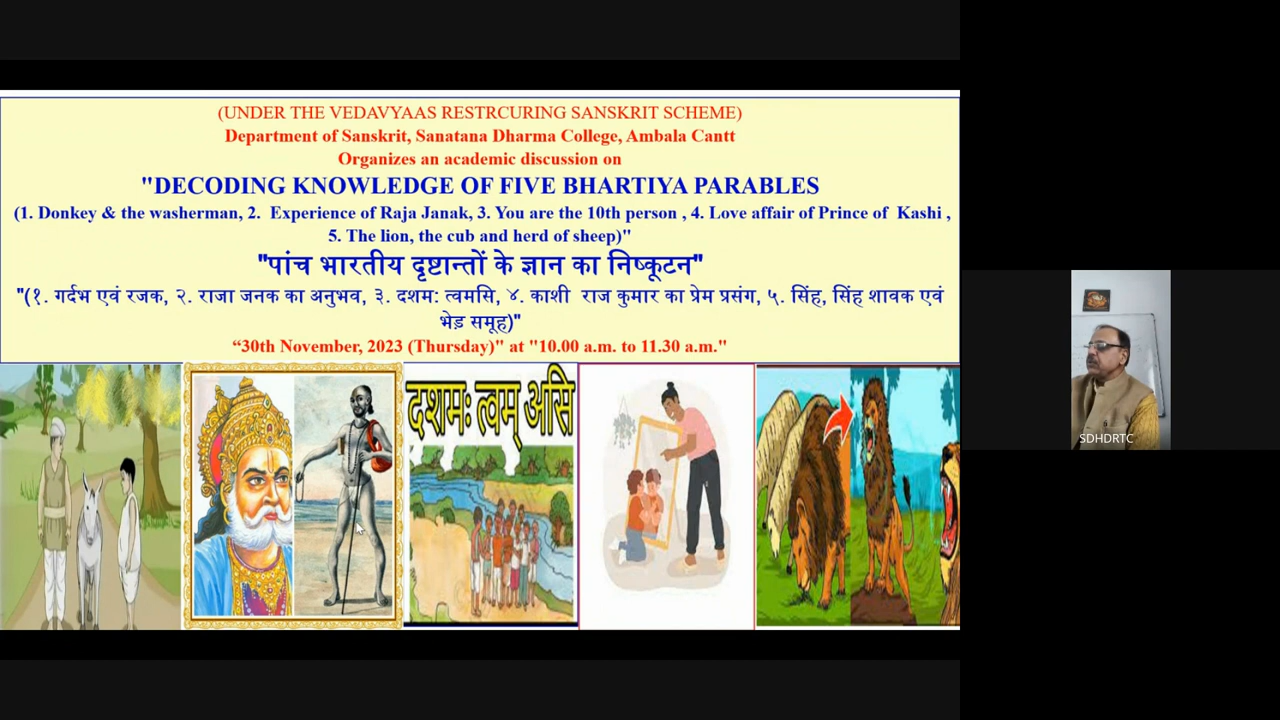 (UNDER THE VEDAVYAAS RESTRCURING SANSKRIT SCHEME)
Department of Sanskrit, Sanatana Dharma College, Ambala Cantt
Organizes an academic discussion on
"DECODING KNOWLEDGE OF FIVE BHARTIYA PARABLES
(1. Donkey & the washerman, 2. Experience of Raja Janak, 3. You are the 10th person , 4. Love affair of Prince of Kashi ,
5. The lion, the cub and herd of sheep)"
"पांच भारतीय दृष्टान्तों के ज्ञान का निष्कूटन"
"(१. गर्दभ एवं रजक, २. राजा जनक का अनुभव, ३. दशम: त्वमसि, ४. काशी राज कुमार का प्रेम प्रसंग, ५. सिंह, सिंह शावक एवं
भेड़ समूह)"
“30th November, 2023 (Thursday)" at "10.00 a.m. to 11.30 a.m."
दशमः त्वम् असि
SDHDRTC